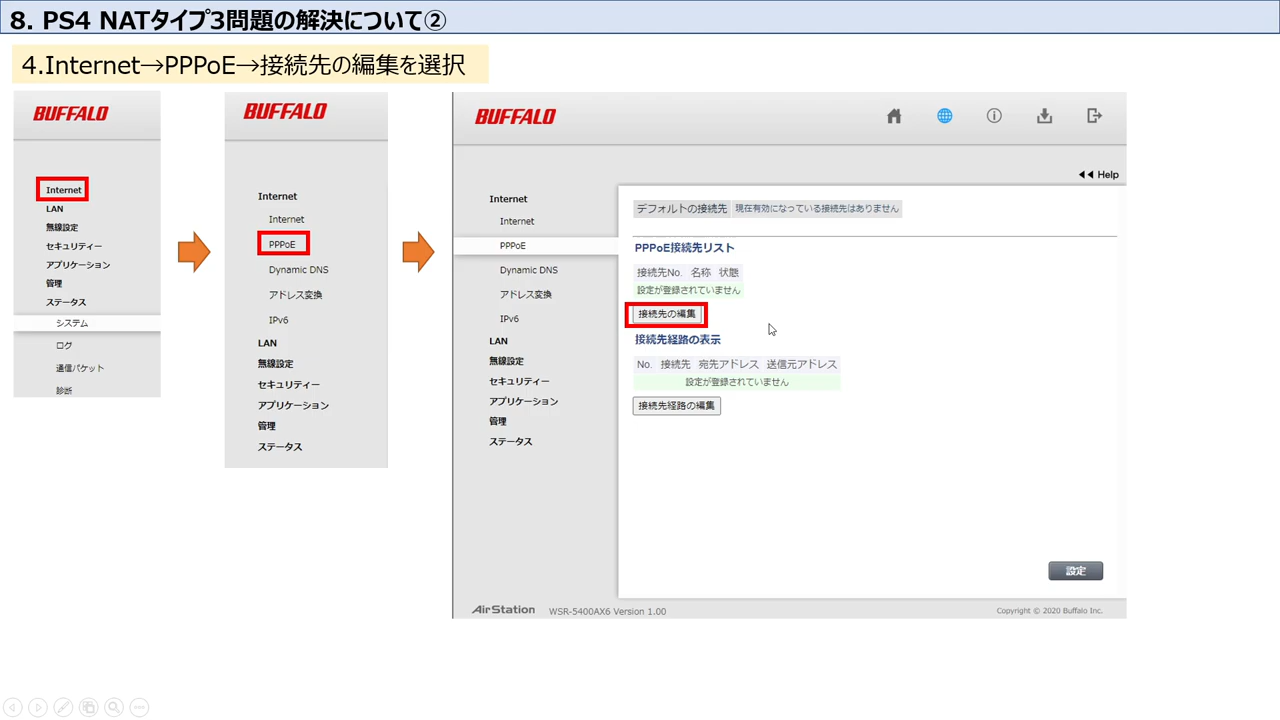 8. PS4 NATタイプ3問題の解決について②
4.Internet→PPPoE→接続先の編集を選択
BUFFALO
Internet
LAN
無線設定
セキュリティー
アプリケーション
管理
ステータス
システム
ログ
通信パケット
診断
BUFFALO
Internet
Internet
PPPoE
Dynamic DNS
アドレス変換
IPv6
LAN
無線設定
セキュリティー
アプリケーション
管理
ステータス
BUFFALO
Help
Internet
Internet
PPPoE
Dynamic DNS
アドレス変換
IPv6
LAN
無線設定
セキュリティー
アプリケーション
管理
ステータス
デフォルトの接続先 現在有効になっている接続先はありません
PPPoE接続先リスト
接続先No. 名称 状態
設定が登録されていません
接続先の編集
接続先経路の表示
No. 接続先 宛先アドレス 送信元アドレス
設定が登録されていません
接続先経路の編集
設定
AirStation WSR-5400AX6 Version 1.00
Copyright © 2020 Buffalo Inc.